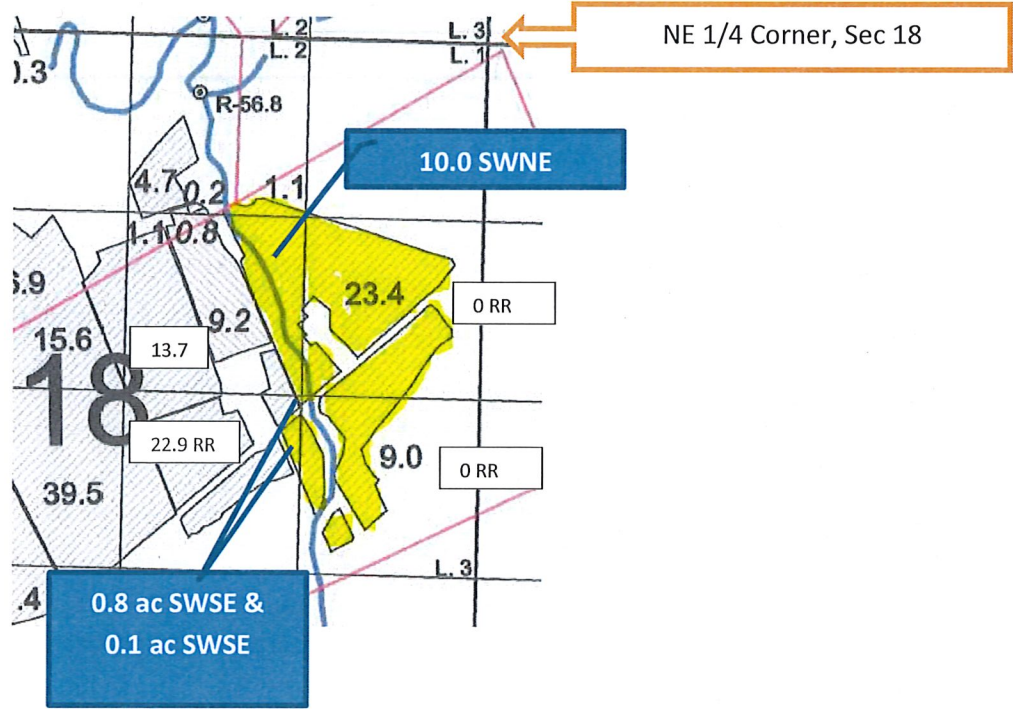 L. 2
L. 3
NE 1/4 Corner, Sec 18
L. 2
L. 1
0.3
R-56.8
10.0 SWNE
4.7
0.2
1.1
1.1
0.8
6.9
23.4
0 RR
9.2
15.6
13.7
18
22.9 RR
9.0
0 RR
39.5
L. 3
.4
0.8 ac SWSE &
0.1 ac SWSE